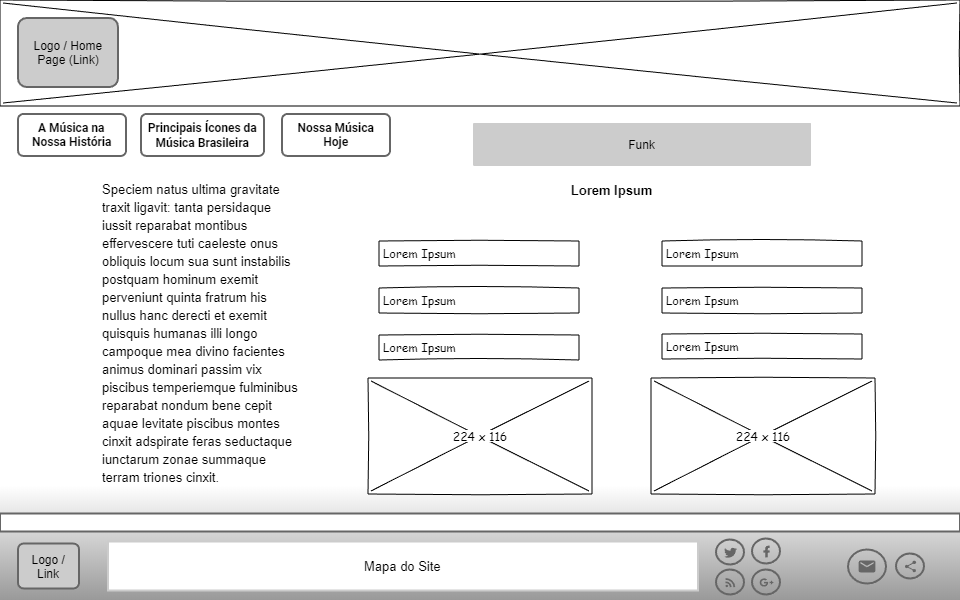 Logo / Home
Page (Link)
A Música na
Nossa História
Principais Ícones da
Música Brasileira
Nossa Música
Hoje
Funk
Speciem natus ultima gravitate
traxit ligavit: tanta persidaque
iussit reparabat montibus
effervescere tuti caeleste onus
obliquis locum sua sunt instabilis
postquam hominum exemit
perveniunt quinta fratrum his
nullus hanc derecti et exemit
quisquis humanas illi longo
campoque mea divino facientes
animus dominari passim vix
piscibus temperiemque fulminibus
reparabat nondum bene cepit
aquae levitate piscibus montes
cinxit adspirate feras seductaque
iunctarum zonae summaque
terram triones cinxit.
Lorem Ipsum
Lorem Ipsum
Lorem Ipsum
Lorem Ipsum
Lorem Ipsum
Lorem Ipsum
Lorem Ipsum
224 x 116
224 x 116
Logo /
Link
Mapa do Site
G+